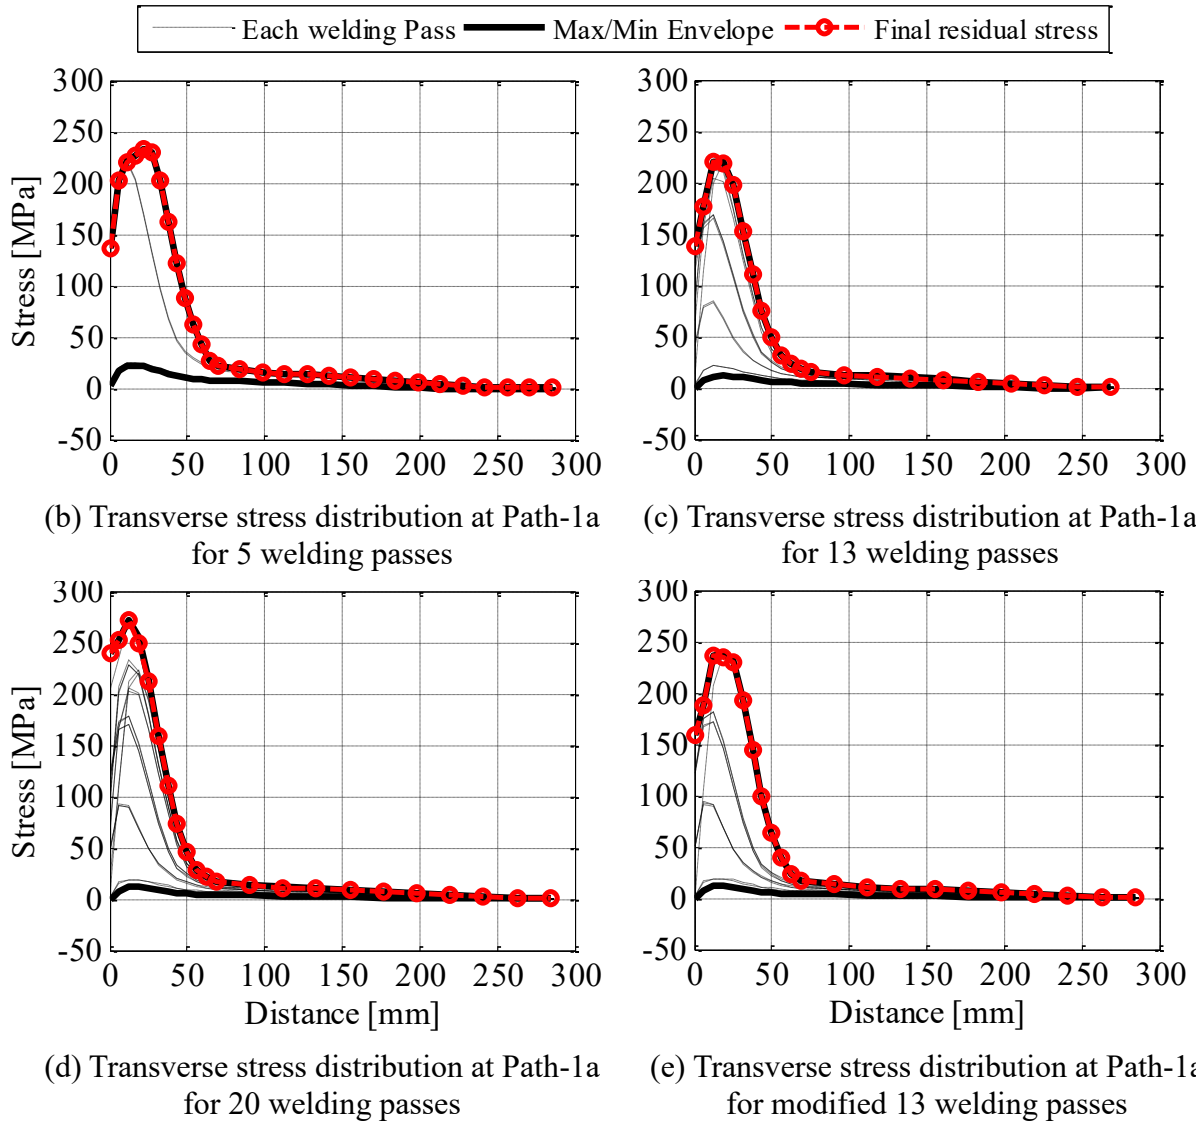 Each welding Pass Max/Min Envelope Final residual stress
300 300
250 250
200 200
150 150
100 100
50 50
0 0
-50 -50
Stress [MPa]
0 50 100 150 200 250 300 0 50 100 150 200 250 300
(b) Transverse stress distribution at Path-1a
for 5 welding passes
(c) Transverse stress distribution at Path-1a
for 13 welding passes
300 300
250 250
200 200
150 150
100 100
50 50
0 0
-50 -50
Stress [MPa]
0 50 100 150 200 250 300 0 50 100 150 200 250 300
Distance [mm] Distance [mm]
(d) Transverse stress distribution at Path-1a
for 20 welding passes
(e) Transverse stress distribution at Path-1a
for modified 13 welding passes